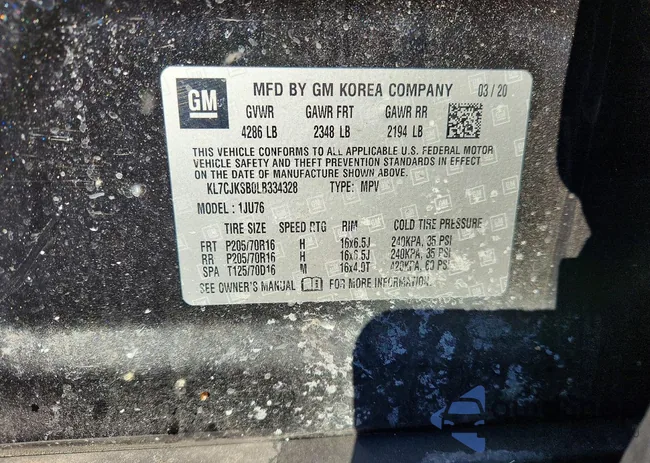 GM
MFD BY GM KOREA COMPANY 03/20
GVWR GAWR FRT GAWR RR
4286 LB 2348 LB 2194 LB
THIS VEHICLE CONFORMS TO ALL APPLICABLE U.S. FEDERAL MOTOR
VEHICLE SAFETY AND THEFT PREVENTION STANDARDS IN EFFECT
ON THE DATE OF MANUFACTURE SHOWN ABOVE.
KL7CJKSB0LB334328 TYPE: MPV
MODEL : 1JU76
TIRE SIZE SPEED RTG RIM COLD TIRE PRESSURE
FRT P205/70R16 H 16x6.5J 240KPA, 35 PSI
RR P205/70R16 H 16x6.5J 240KPA, 35 PSI
SPA T125/70D16 M 16x4.0T 420KPA, 60 PSI
SEE OWNER'S MANUAL FOR MORE INFORMATION.